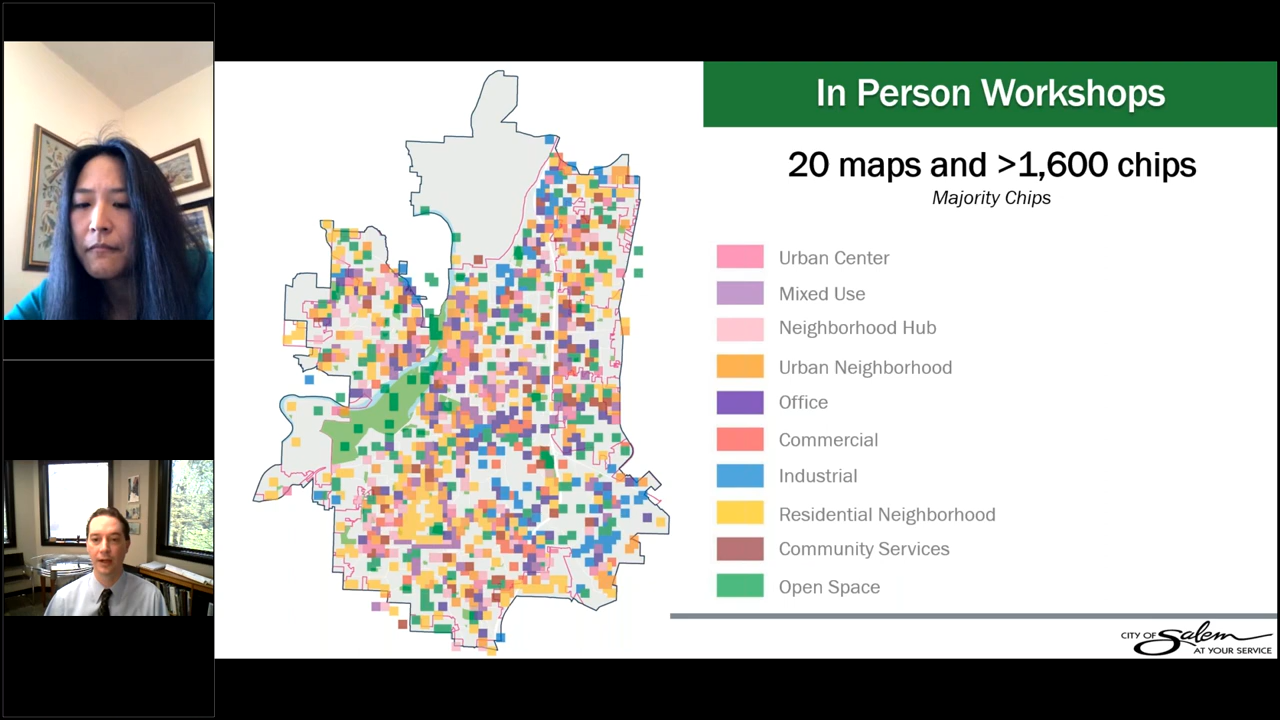 In Person Workshops
20 maps and >1,600 chips
Majority Chips
Urban Center
Mixed Use
Neighborhood Hub
Urban Neighborhood
Office
Commercial
Industrial
Residential Neighborhood
Community Services
Open Space
CITY OF Salem
AT YOUR SERVICE